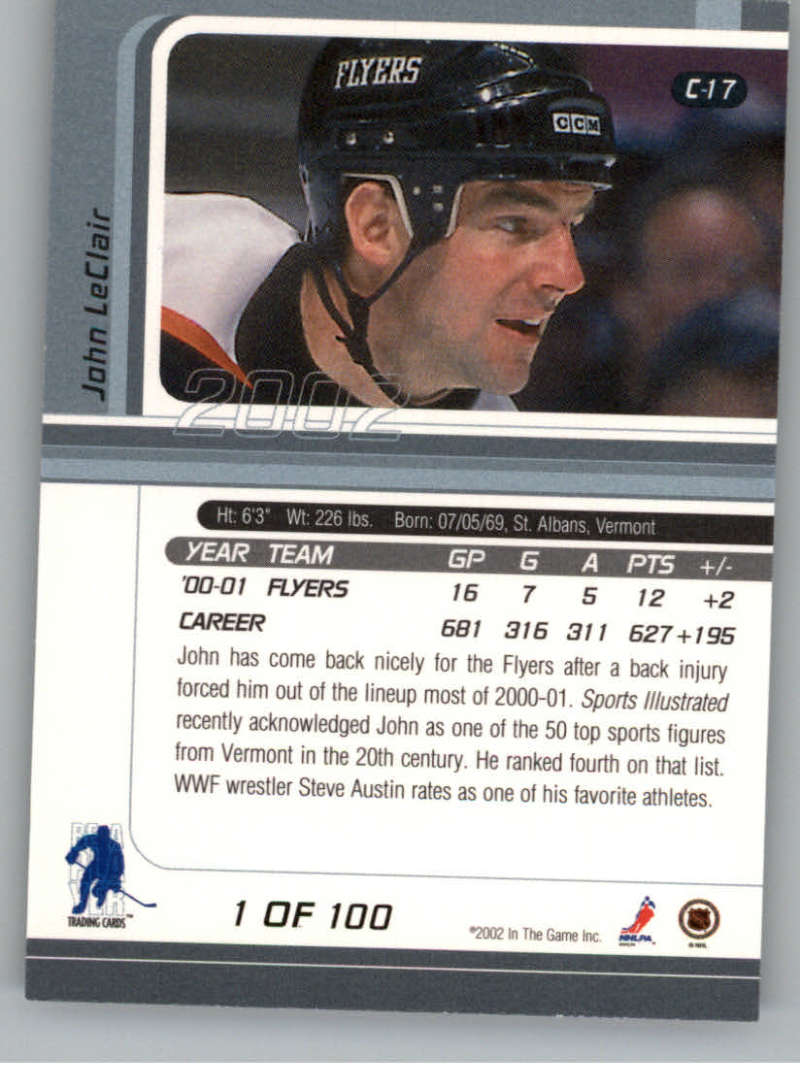 FLYERS
CCM
C-17
John LeClair
2002
Ht: 6'3" Wt: 226 lbs. Born: 07/05/69, St. Albans, Vermont
YEAR TEAM GP G A PTS +/-
'00-01 FLYERS 16 7 5 12 +2
CAREER 681 316 311 627 +195
John has come back nicely for the Flyers after a back injury
forced him out of the lineup most of 2000-01. Sports Illustrated
recently acknowledged John as one of the 50 top sports figures
from Vermont in the 20th century. He ranked fourth on that list.
WWF wrestler Steve Austin rates as one of his favorite athletes.
TRADING CARDS™
1 OF 100
©2002 In The Game Inc.
NHLPA
© NHL